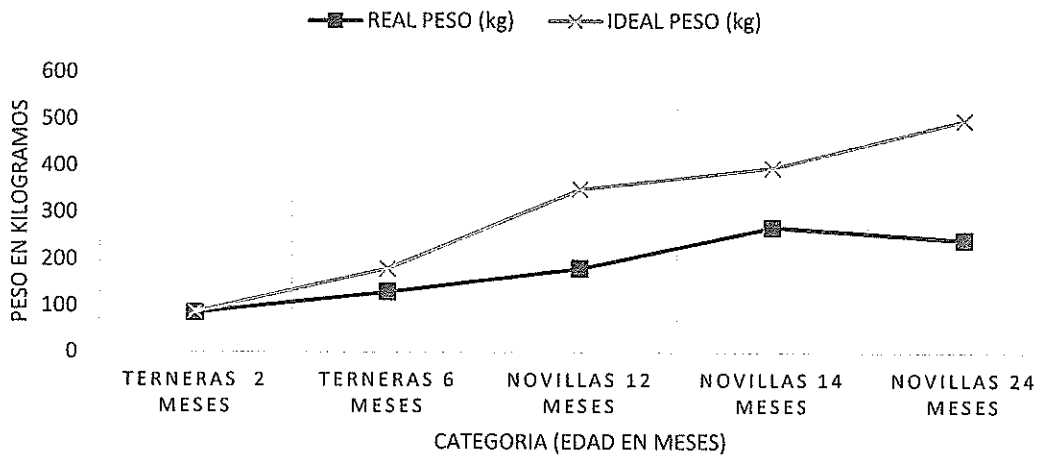 REAL PESO (kg) IDEAL PESO (kg)
600
500
400
300
200
100
0
PESO EN KILOGRAMOS
TERNERAS 2 MESES
TERNERAS 6 MESES
NOVILLAS 12 MESES
NOVILLAS 14 MESES
NOVILLAS 24 MESES
CATEGORIA (EDAD EN MESES)